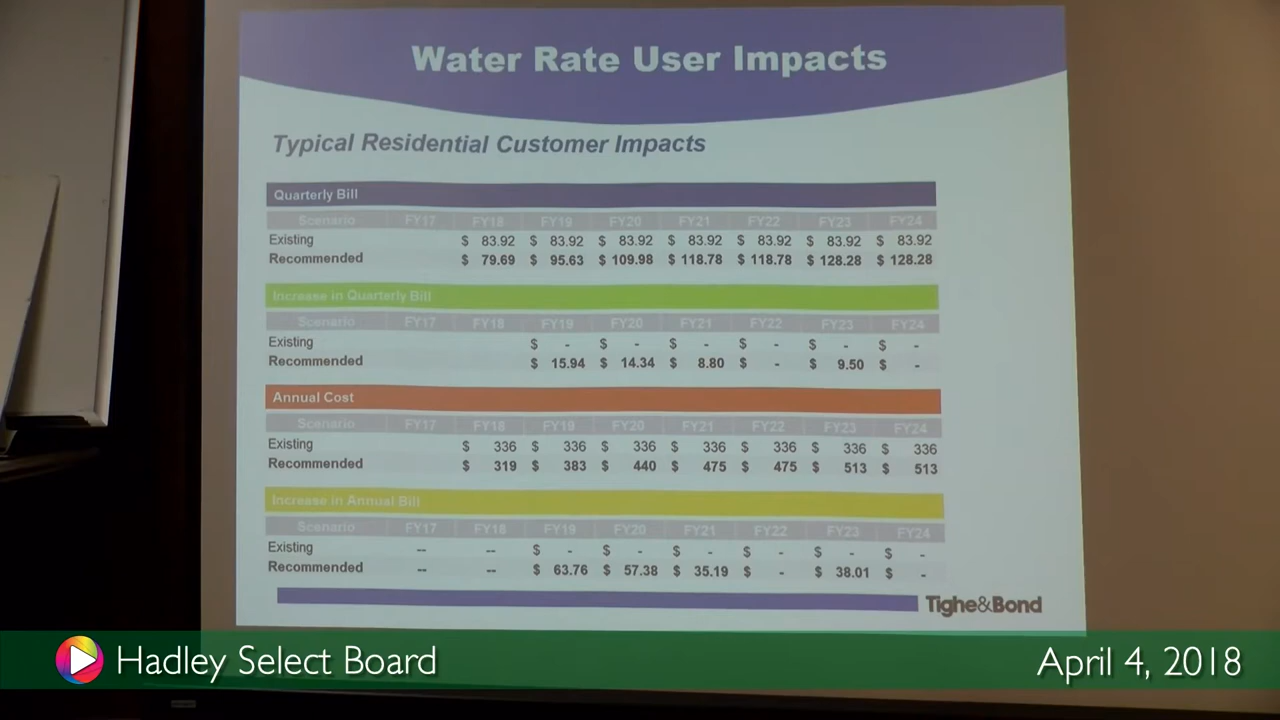 Water Rate User Impacts
Typical Residential Customer Impacts
Quarterly Bill
Scenario FY17 FY18 FY19 FY20 FY21 FY22 FY23 FY24
Existing $ 83.92 $ 83.92 $ 83.92 $ 83.92 $ 83.92 $ 83.92 $ 83.92
Recommended $ 79.69 $ 95.63 $ 109.98 $ 118.78 $ 118.78 $ 128.28 $ 128.28
Increase in Quarterly Bill
Scenario FY17 FY18 FY19 FY20 FY21 FY22 FY23 FY24
Existing $ - $ - $ - $ - $ - $ -
Recommended $ 15.94 $ 14.34 $ 8.80 $ - $ 9.50 $ -
Annual Cost
Scenario FY17 FY18 FY19 FY20 FY21 FY22 FY23 FY24
Existing $ 336 $ 336 $ 336 $ 336 $ 336 $ 336 $ 336
Recommended $ 319 $ 383 $ 440 $ 475 $ 475 $ 513 $ 513
Increase in Annual Bill
Scenario FY17 FY18 FY19 FY20 FY21 FY22 FY23 FY24
Existing -- -- $ - $ - $ - $ - $ - $ -
Recommended -- -- $ 63.76 $ 57.38 $ 35.19 $ - $ 38.01 $ -
Tighe&Bond
Hadley Select Board April 4, 2018